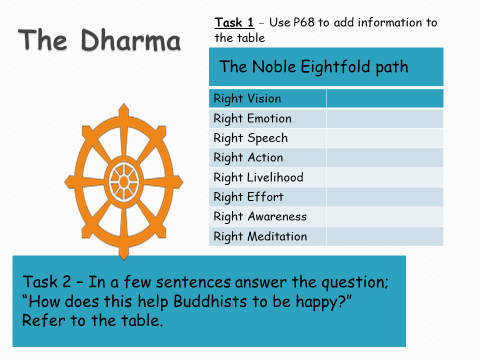 The Dharma
Task 1 – Use P68 to add information to
the table
The Noble Eightfold path
Right Vision
Right Emotion
Right Speech
Right Action
Right Livelihood
Right Effort
Right Awareness
Right Meditation
Task 2 – In a few sentences answer the question;
“How does this help Buddhists to be happy?”
Refer to the table.